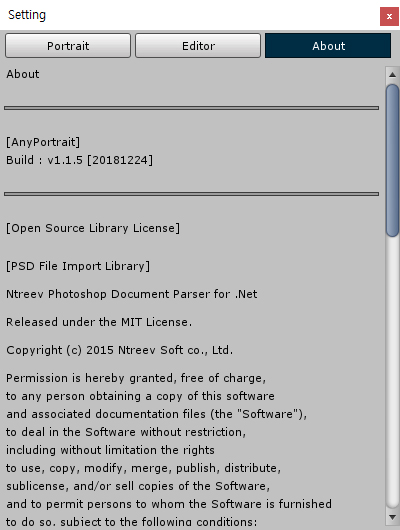 Setting
x
Portrait
Editor
About
About
[AnyPortrait]
Build : v1.1.5 [20181224]
[Open Source Library License]
[PSD File Import Library]
Ntreev Photoshop Document Parser for .Net
Released under the MIT License.
Copyright (c) 2015 Ntreev Soft co., Ltd.
Permission is hereby granted, free of charge,
to any person obtaining a copy of this software
and associated documentation files (the "Software"),
to deal in the Software without restriction,
including without limitation the rights
to use, copy, modify, merge, publish, distribute,
sublicense, and/or sell copies of the Software,
and to permit persons to whom the Software is furnished
to do so, subject to the following conditions: